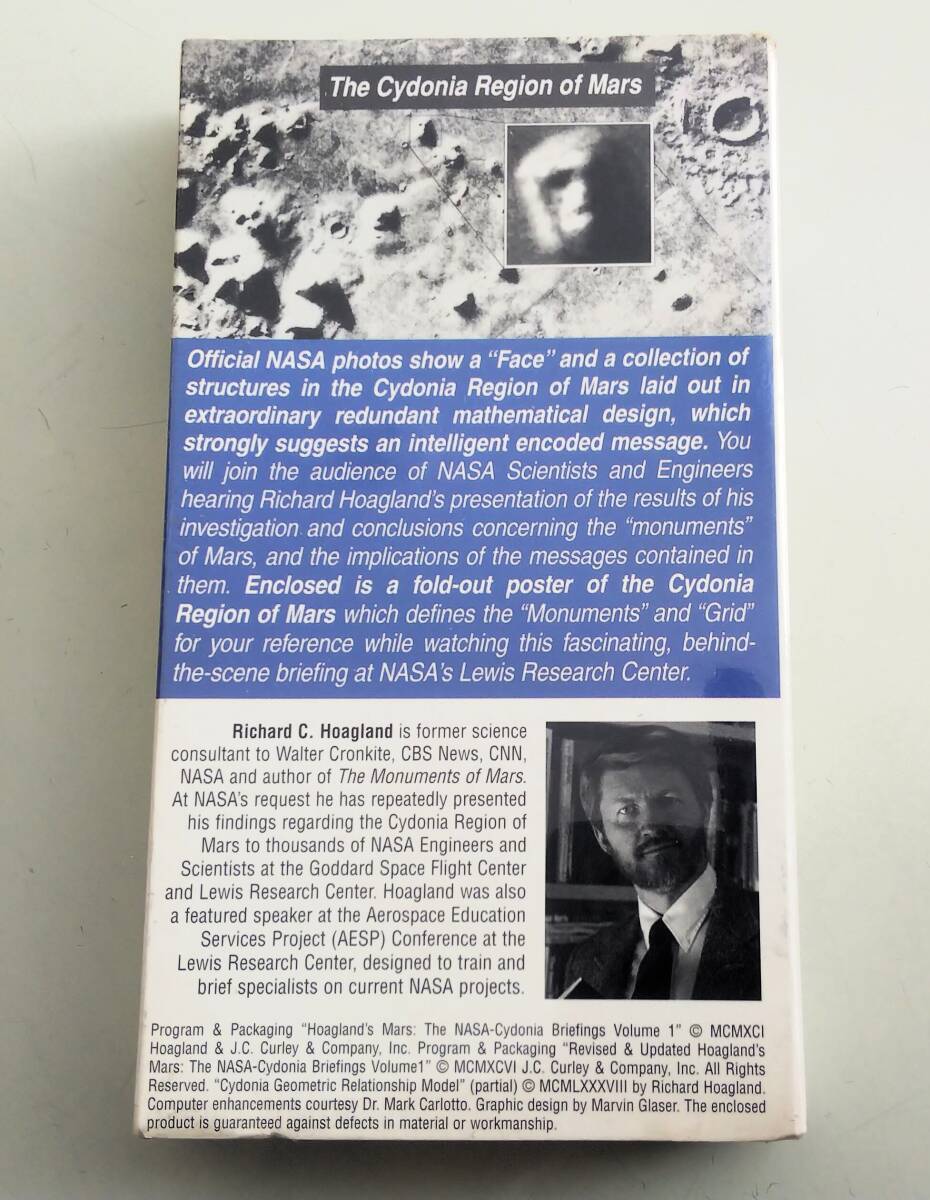 The Cydonia Region of Mars
Official NASA photos show a “Face” and a collection of
structures in the Cydonia Region of Mars laid out in
extraordinary redundant mathematical design, which
strongly suggests an intelligent encoded message. You
will join the audience of NASA Scientists and Engineers
hearing Richard Hoagland's presentation of the results of his
investigation and conclusions concerning the “monuments”
of Mars, and the implications of the messages contained in
them. Enclosed is a fold-out poster of the Cydonia
Region of Mars which defines the “Monuments” and “Grid”
for your reference while watching this fascinating, behind-
the-scene briefing at NASA's Lewis Research Center.
Richard C. Hoagland is former science
consultant to Walter Cronkite, CBS News, CNN,
NASA and author of The Monuments of Mars.
At NASA's request he has repeatedly presented
his findings regarding the Cydonia Region of
Mars to thousands of NASA Engineers and
Scientists at the Goddard Space Flight Center
and Lewis Research Center. Hoagland was also
a featured speaker at the Aerospace Education
Services Project (AESP) Conference at the
Lewis Research Center, designed to train and
brief specialists on current NASA projects.
Program & Packaging “Hoagland's Mars: The NASA-Cydonia Briefings Volume 1” © MCMXCI
Hoagland & J.C. Curley & Company, Inc. Program & Packaging “Revised & Updated Hoagland's
Mars: The NASA-Cydonia Briefings Volume1” © MCMXCVI J.C. Curley & Company, Inc. All Rights
Reserved. “Cydonia Geometric Relationship Model” (partial) © MCMLXXXVIII by Richard Hoagland.
Computer enhancements courtesy Dr. Mark Carlotto. Graphic design by Marvin Glaser. The enclosed
product is guaranteed against defects in material or workmanship.